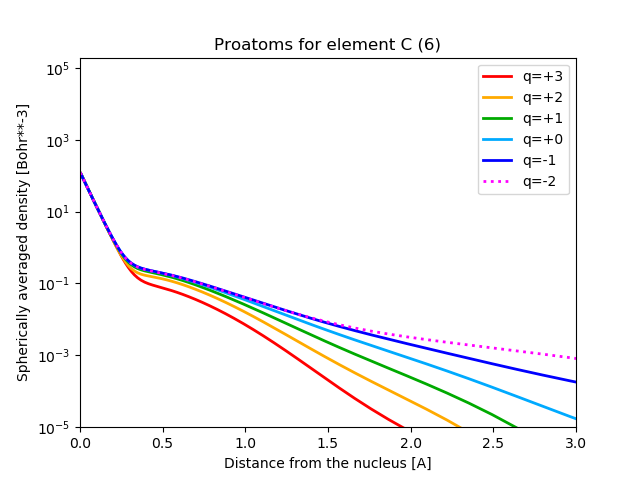 Proatoms for element C (6)
Spherically averaged density [Bohr**-3]
10^5
10^3
10^1
10^−1
10^−3
10^−5
q=+3
q=+2
q=+1
q=+0
q=-1
q=-2
0.0 0.5 1.0 1.5 2.0 2.5 3.0
Distance from the nucleus [A]